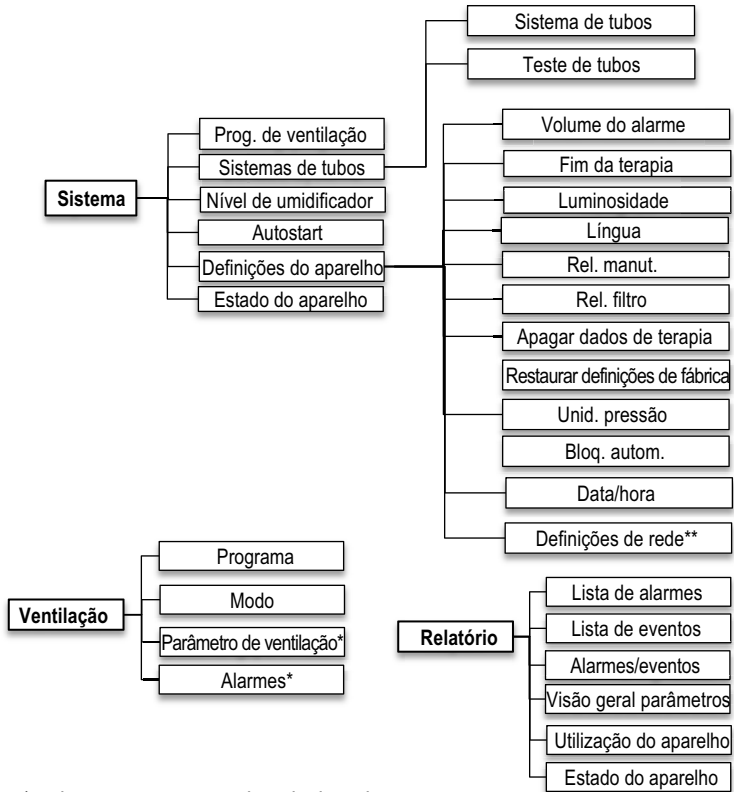 Sistema de tubos
Teste de tubos
Sistema
Prog. de ventilação
Sistemas de tubos
Nível de umidificador
Autostart
Definições do aparelho
Estado do aparelho
Volume do alarme
Fim da terapia
Luminosidade
Língua
Rel. manut.
Rel. filtro
Apagar dados de terapia
Restaurar definições de fábrica
Unid. pressão
Bloq. autom.
Data/hora
Definições de rede**
Ventilação
Programa
Modo
Parâmetro de ventilação*
Alarmes*
Relatório
Lista de alarmes
Lista de eventos
Alarmes/eventos
Visão geral parâmetros
Utilização do aparelho
Estado do aparelho